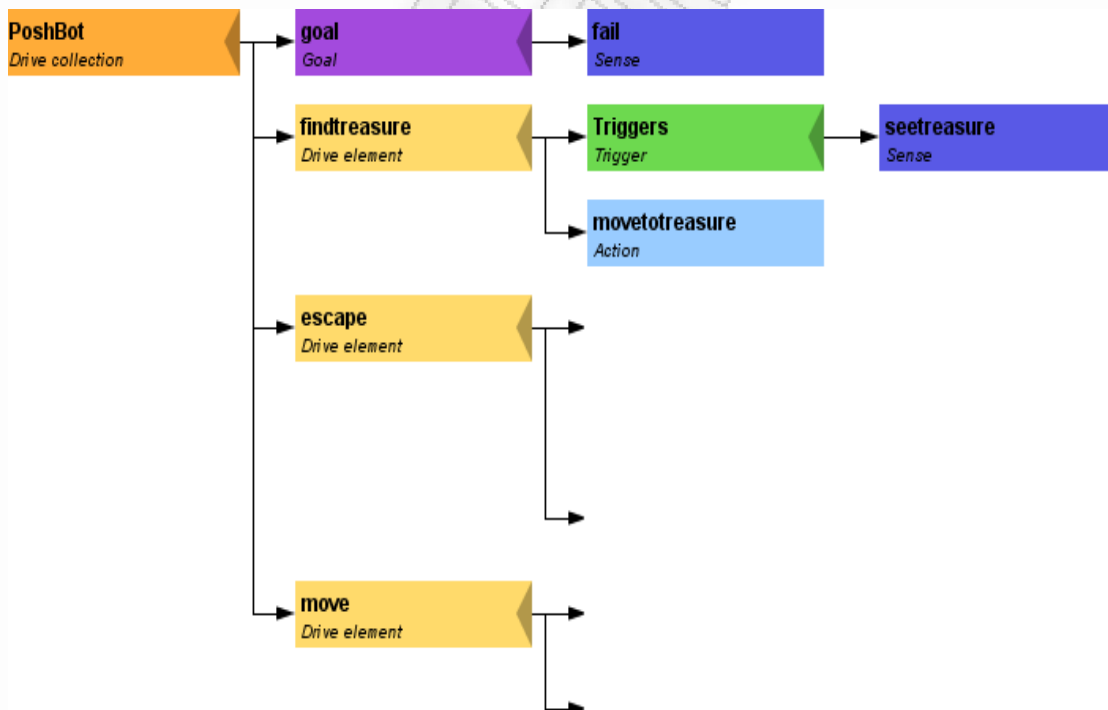 PoshBot
Drive collection
goal
Goal
fail
Sense
findtreasure
Drive element
Triggers
Trigger
seetreasure
Sense
movetotreasure
Action
escape
Drive element
move
Drive element